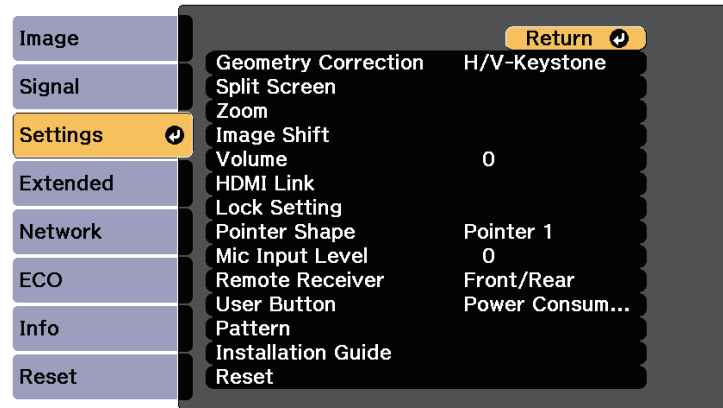 Image
Signal
Settings
Extended
Network
ECO
Info
Reset
Return
Geometry Correction H/V-Keystone
Split Screen
Zoom
Image Shift
Volume 0
HDMI Link
Lock Setting
Pointer Shape Pointer 1
Mic Input Level 0
Remote Receiver Front/Rear
User Button Power Consum...
Pattern
Installation Guide
Reset